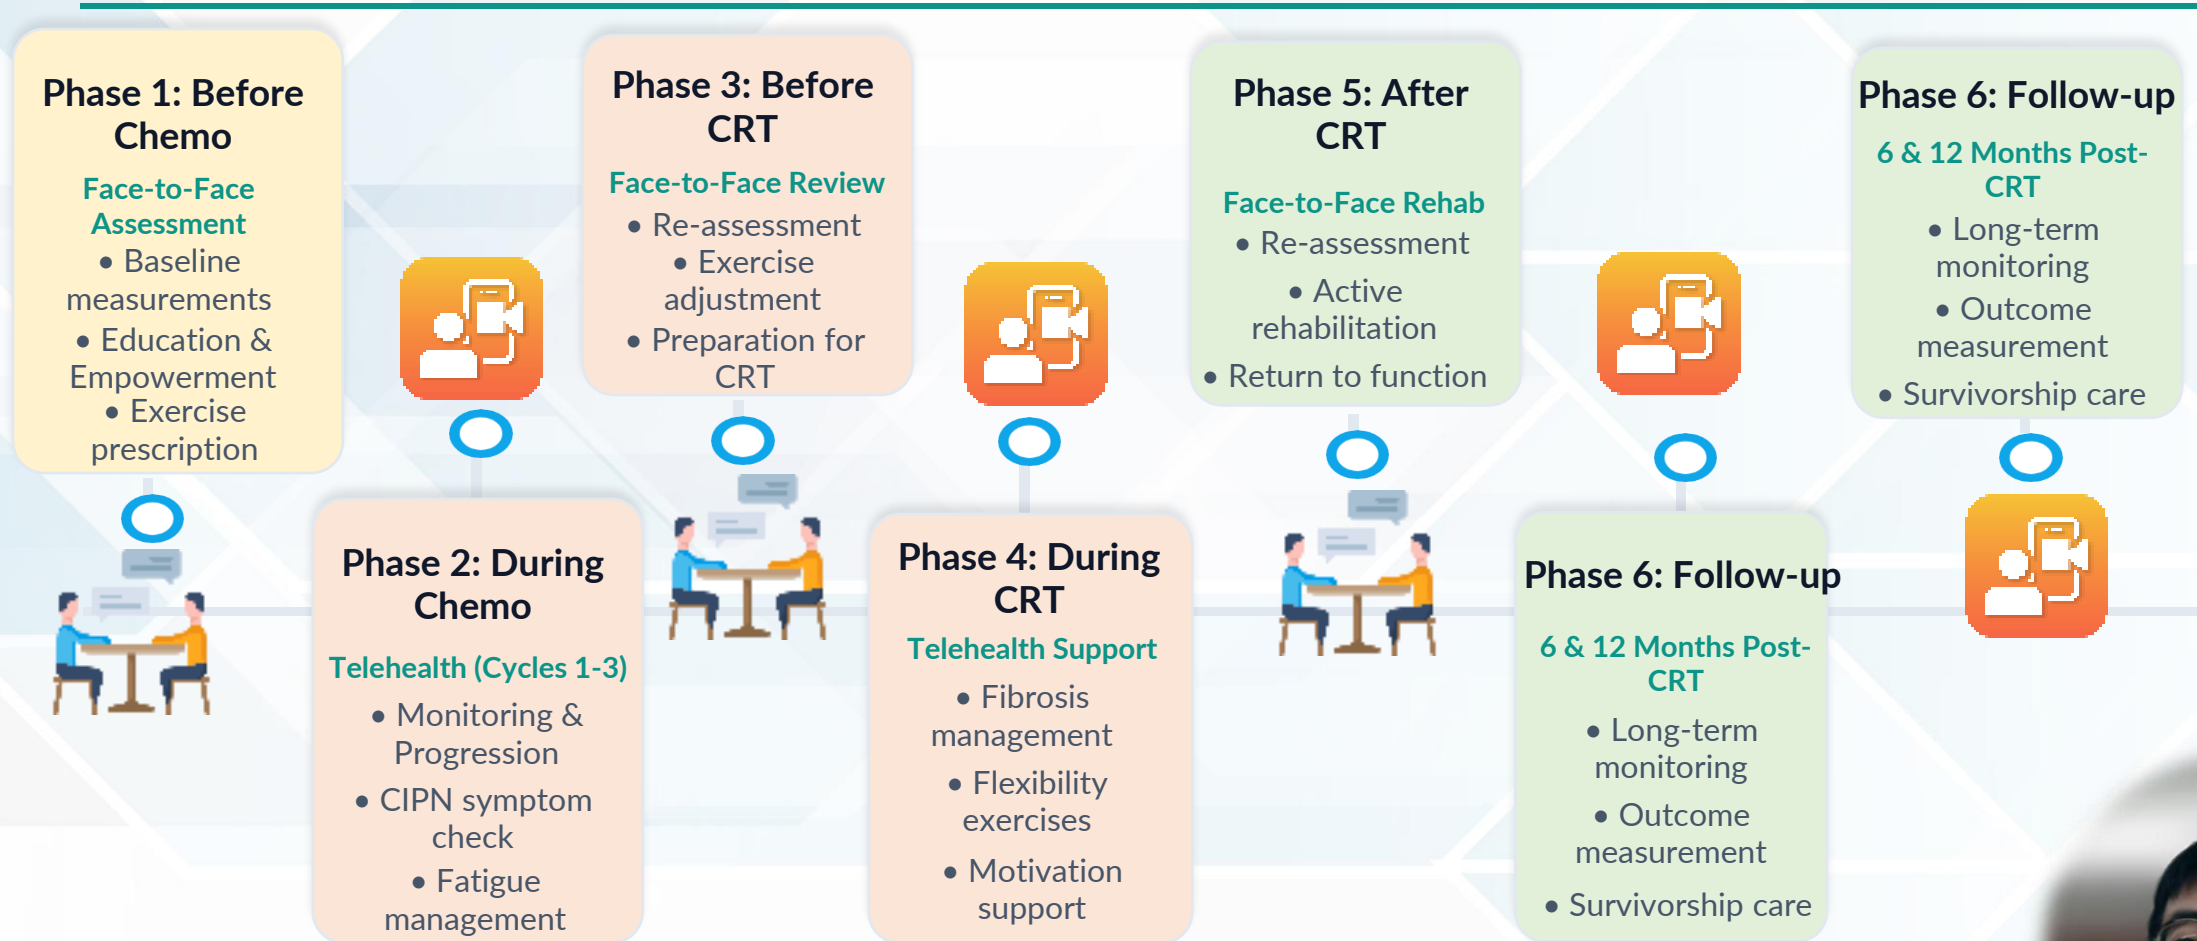 Phase 1: Before
Chemo
Face-to-Face
Assessment
• Baseline
measurements
• Education &
Empowerment
• Exercise
prescription
Phase 2: During
Chemo
Telehealth (Cycles 1-3)
• Monitoring &
Progression
• CIPN symptom
check
• Fatigue
management
Phase 3: Before
CRT
Face-to-Face Review
• Re-assessment
• Exercise
adjustment
• Preparation for
CRT
Phase 4: During
CRT
Telehealth Support
• Fibrosis
management
• Flexibility
exercises
• Motivation
support
Phase 5: After
CRT
Face-to-Face Rehab
• Re-assessment
• Active
rehabilitation
• Return to function
Phase 6: Follow-up
6 & 12 Months Post-
CRT
• Long-term
monitoring
• Outcome
measurement
• Survivorship care
Phase 6: Follow-up
6 & 12 Months Post-
CRT
• Long-term
monitoring
• Outcome
measurement
• Survivorship care